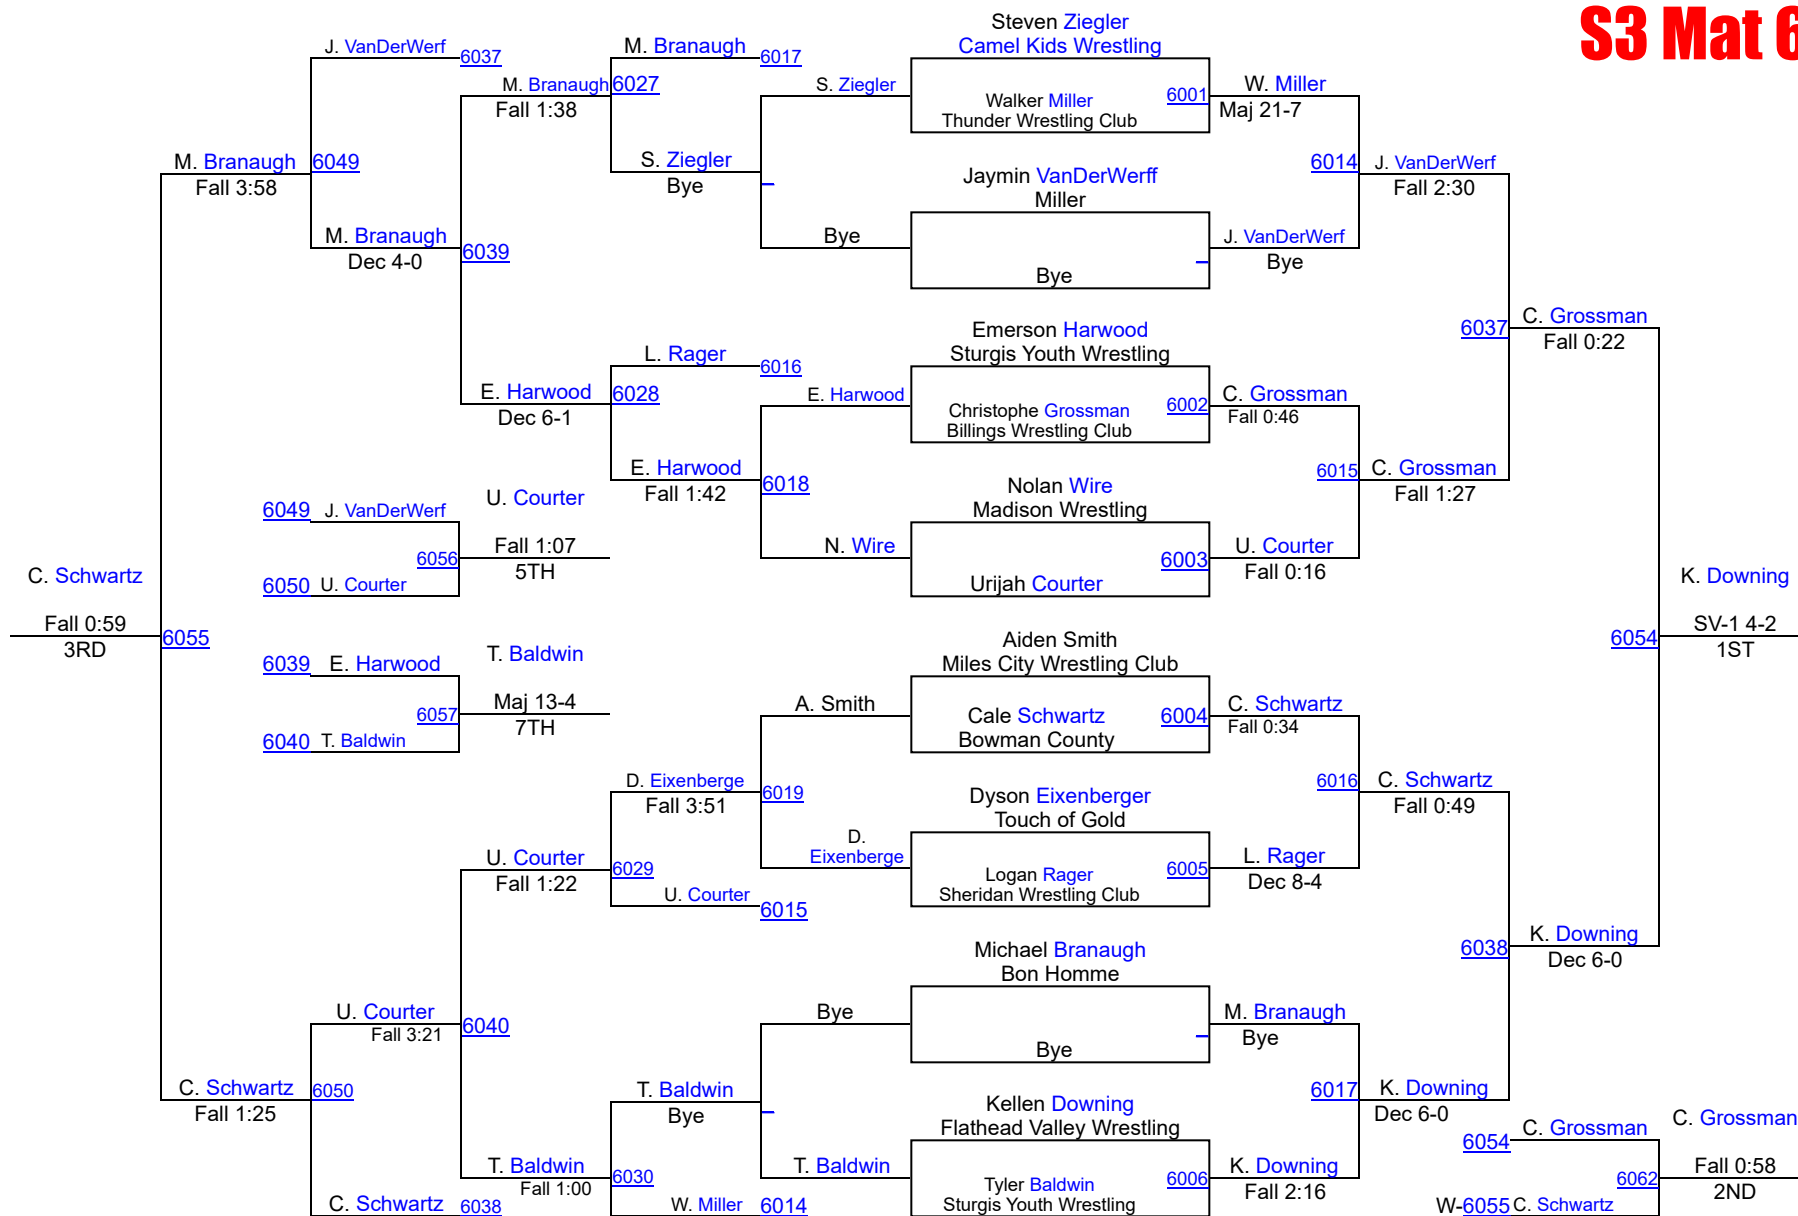 S3 Mat 6
Steven Ziegler
Camel Kids Wrestling
J. VanDerWerf 6037
M. Branaugh 6017
M. Branaugh 6027
Fall 1:38
S. Ziegler
Walker Miller 6001
Thunder Wrestling Club
W. Miller
Maj 21-7
M. Branaugh 6049
Fall 3:58
S. Ziegler
Bye
Jaymin VanDerWerff
Miller
6014 J. VanDerWerf
Fall 2:30
M. Branaugh
Dec 4-0
6039
Bye
Bye
J. VanDerWerf
Bye
Emerson Harwood
Sturgis Youth Wrestling
6037 C. Grossman
Fall 0:22
L. Rager 6016
E. Harwood 6028
Dec 6-1
E. Harwood
Christophe Grossman 6002
Billings Wrestling Club
C. Grossman
Fall 0:46
E. Harwood
Fall 1:42
6018
Nolan Wire
Madison Wrestling
6015 C. Grossman
Fall 1:27
6049 J. VanDerWerf
U. Courter
6056 Fall 1:07
5TH
6050 U. Courter
N. Wire
Urijah Courter 6003
U. Courter
Fall 0:16
C. Schwartz
Fall 0:59
3RD
6055
K. Downing
6054 SV-1 4-2
1ST
6039 E. Harwood
T. Baldwin
6057 Maj 13-4
7TH
6040 T. Baldwin
Aiden Smith
Miles City Wrestling Club
A. Smith
Cale Schwartz 6004
Bowman County
C. Schwartz
Fall 0:34
D. Eixenberge
Fall 3:51
6019
Dyson Eixenberger
Touch of Gold
6016 C. Schwartz
Fall 0:49
U. Courter
Fall 1:22
6029
U. Courter 6015
D.
Eixenberge
Logan Rager 6005
Sheridan Wrestling Club
L. Rager
Dec 8-4
Michael Branaugh
Bon Homme
6038 K. Downing
Dec 6-0
U. Courter
Fall 3:21
6040
Bye
Bye
M. Branaugh
Bye
C. Schwartz 6050
Fall 1:25
T. Baldwin
Bye
Kellen Downing
Flathead Valley Wrestling
6017 K. Downing
Dec 6-0
6054 C. Grossman
C. Grossman
T. Baldwin
Fall 1:00
6030
T. Baldwin
Tyler Baldwin 6006
Sturgis Youth Wrestling
K. Downing
Fall 2:16
6062 Fall 0:58
2ND
C. Schwartz 6038
W. Miller 6014
W-6055 C. Schwartz